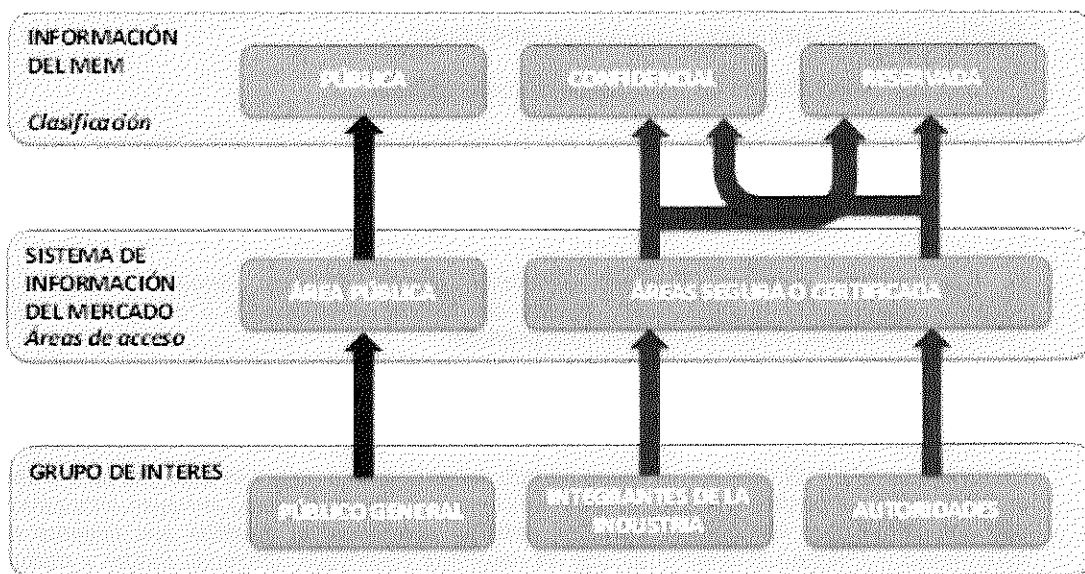 INFORMACIÓN
DEL MEM
Clasificación
PÚBLICA
CONFIDENCIAL
RESERVADA
SISTEMA DE
INFORMACIÓN
DEL MERCADO
Áreas de acceso
ÁREA PÚBLICA
ÁREAS SEGURA O CERTIFICADA
GRUPO DE INTERES
PÚBLICO GENERAL
INTEGRANTES DE LA
INDUSTRIA
AUTORIDADES